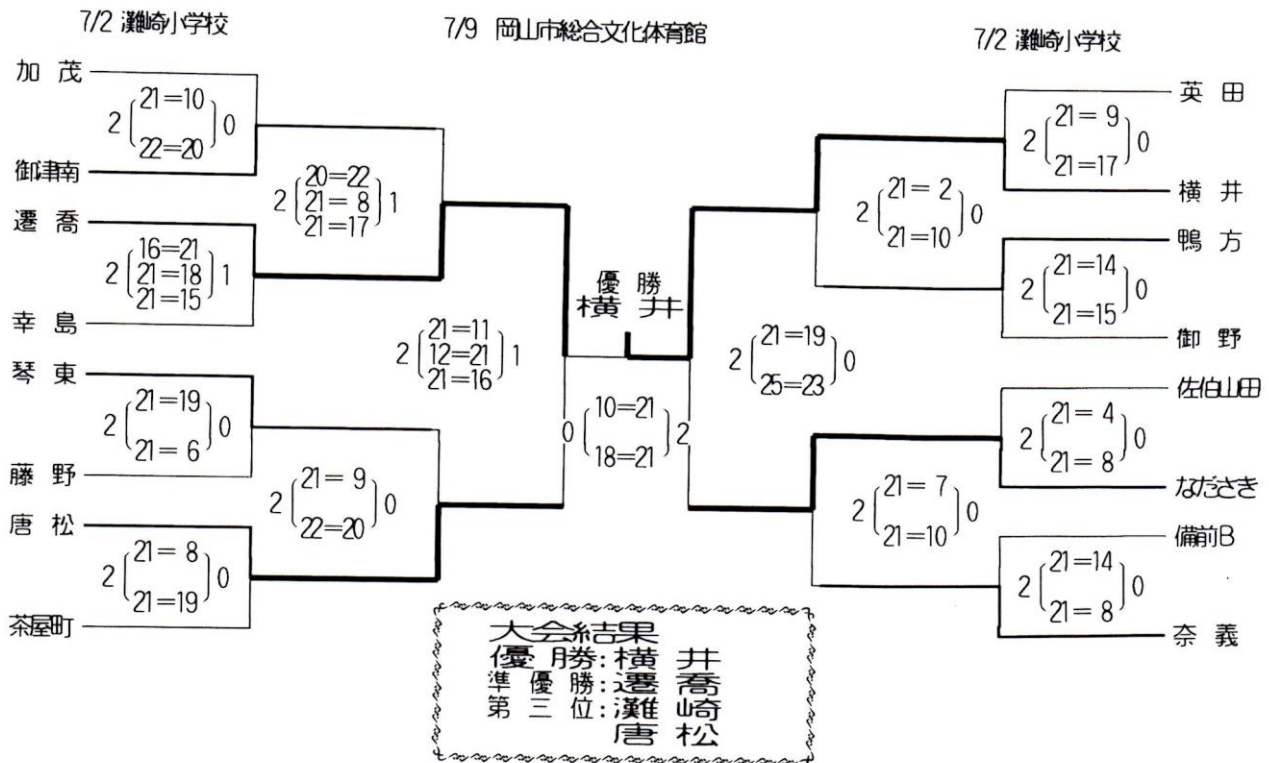 7/2 灘崎小学校
7/9 岡山市総合文化体育館
7/2 灘崎小学校
加茂
2 21=10 0
22=20
御津南
2 20=22 1
21= 8
21=17
遷喬
2 16=21 1
21=18
21=15
幸島
2 21=11 1
12=21
21=16
琴東
2 21=19 0
21= 6
藤野
2 21= 9 0
22=20
唐松
2 21= 8 0
21=19
茶屋町
優勝
横井
0 10=21 2
18=21
英田
2 21= 9 0
21=17
横井
2 21= 2 0
21=10
鴨方
2 21=14 0
21=15
御野
2 21=19 0
25=23
佐伯山田
2 21= 4 0
21= 8
なださき
2 21= 7 0
21=10
備前B
2 21=14 0
21= 8
奈義
大会結果
優勝:横井
準優勝:遷喬
第三位:灘崎
唐松